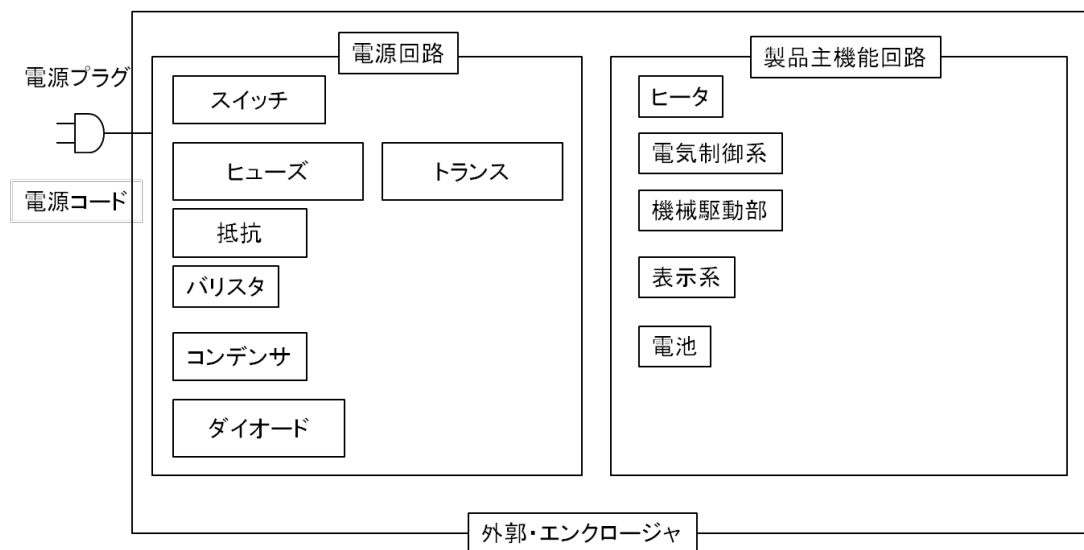 電源回路
製品主機能回路
電源プラグ
スイッチ
ヒューズ
トランス
電源コード
抵抗
バリスタ
コンデンサ
ダイオード
ヒータ
電気制御系
機械駆動部
表示系
電池
外郭・エンクロージャ